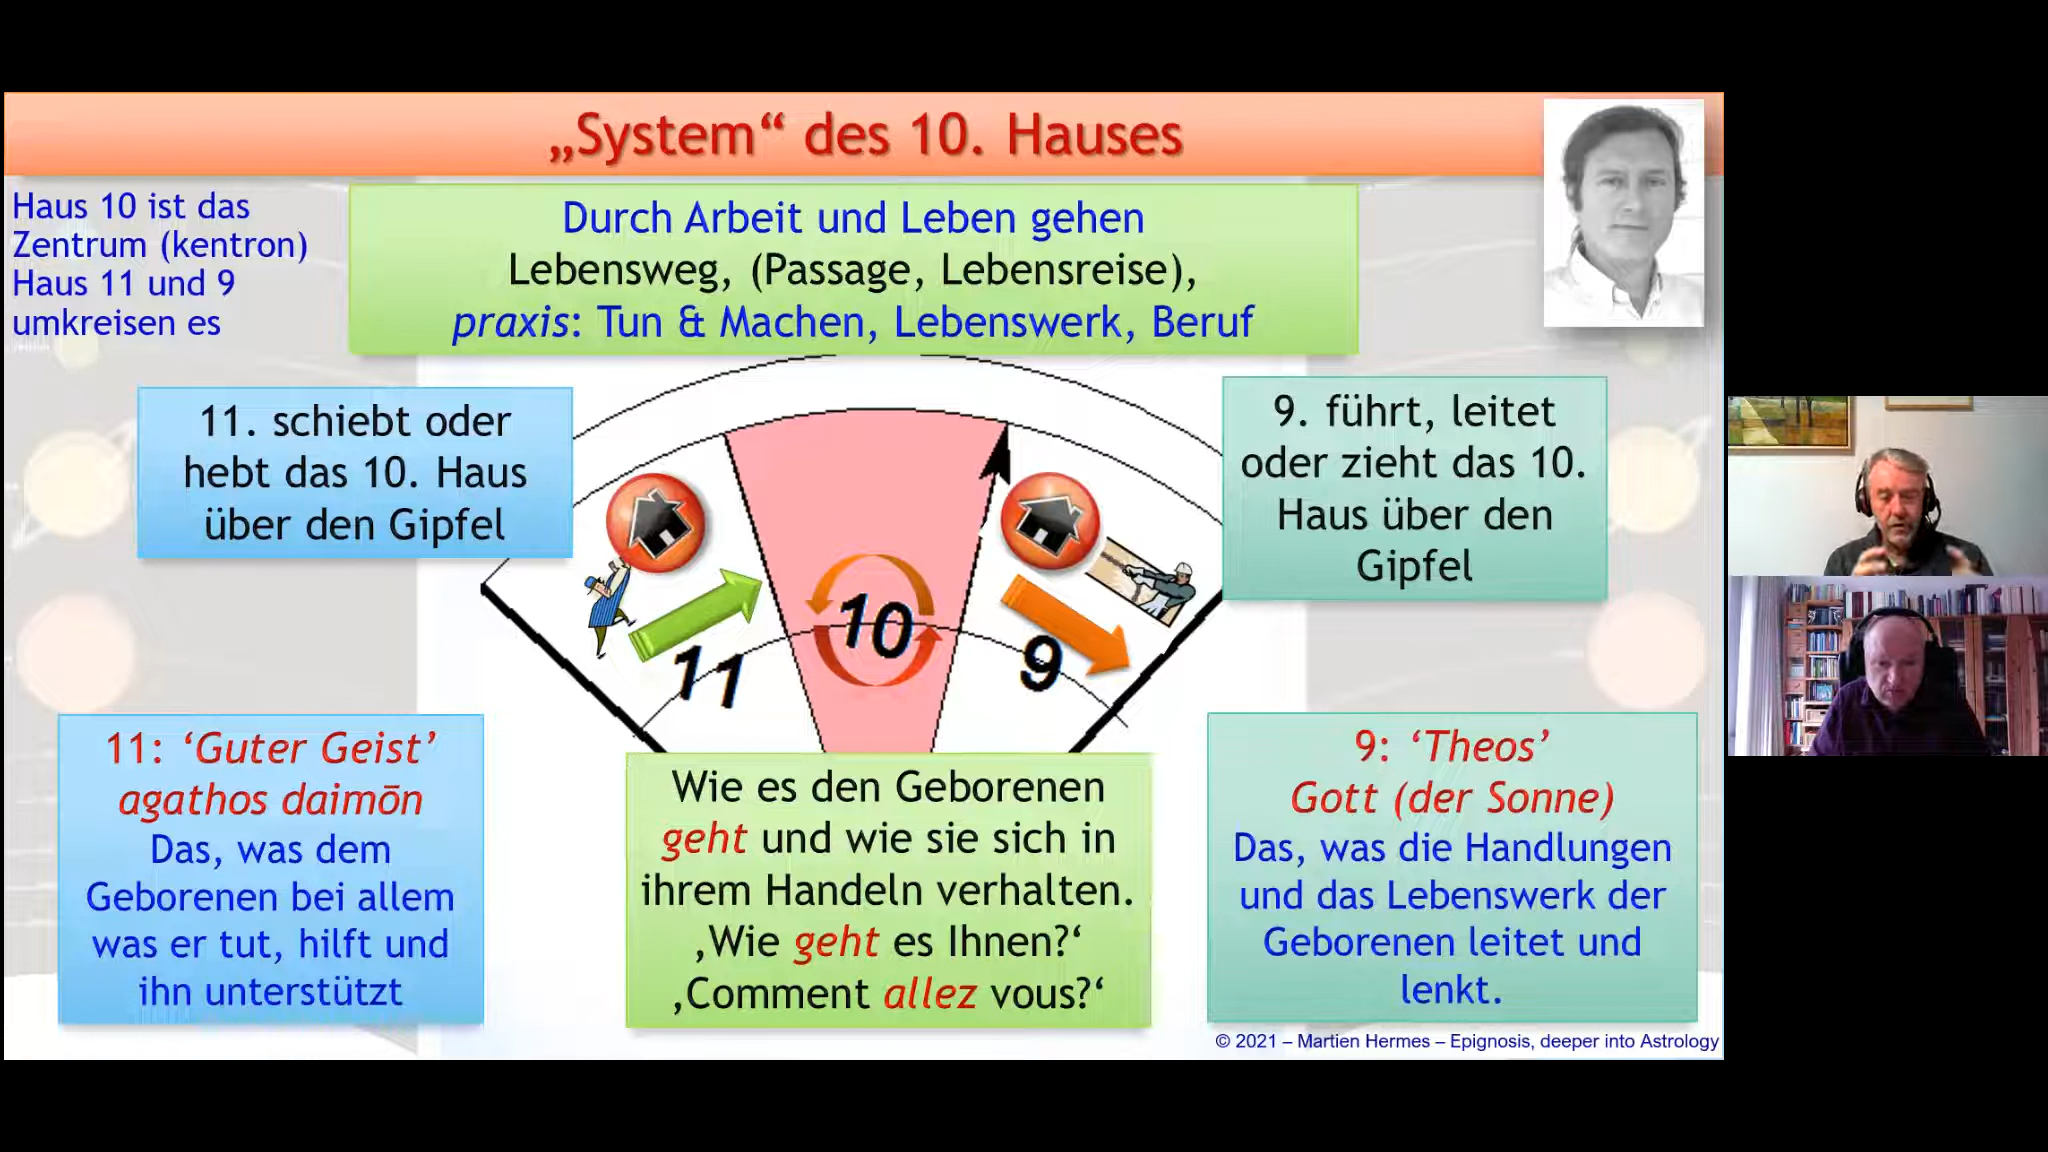 „System“ des 10. Hauses
Haus 10 ist das
Zentrum (kentron)
Haus 11 und 9
umkreisen es
Durch Arbeit und Leben gehen
Lebensweg, (Passage, Lebensreise),
praxis: Tun & Machen, Lebenswerk, Beruf
11. schiebt oder
hebt das 10. Haus
über den Gipfel
9. führt, leitet
oder zieht das 10.
Haus über den
Gipfel
11
10
9
11: ‘Guter Geist’
agathos daimōn
Das, was dem
Geborenen bei allem
was er tut, hilft und
ihn unterstützt
Wie es den Geborenen
geht und wie sie sich in
ihrem Handeln verhalten.
‚Wie geht es Ihnen?‘
‚Comment allez vous?‘
9: ‘Theos’
Gott (der Sonne)
Das, was die Handlungen
und das Lebenswerk der
Geborenen leitet und
lenkt.
© 2021 – Martien Hermes – Epignosis, deeper into Astrology